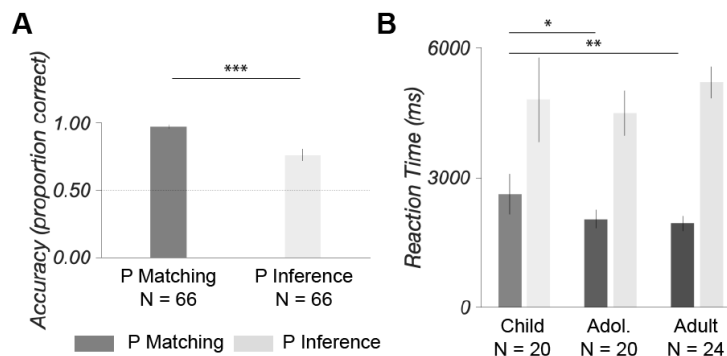 A
B
***
*
**
Accuracy (proportion correct)
1.00
0.50
0.00
P Matching
N = 66
P Inference
N = 66
P Matching
P Inference
Reaction Time (ms)
6000
3000
0
Child
N = 20
Adol.
N = 20
Adult
N = 24